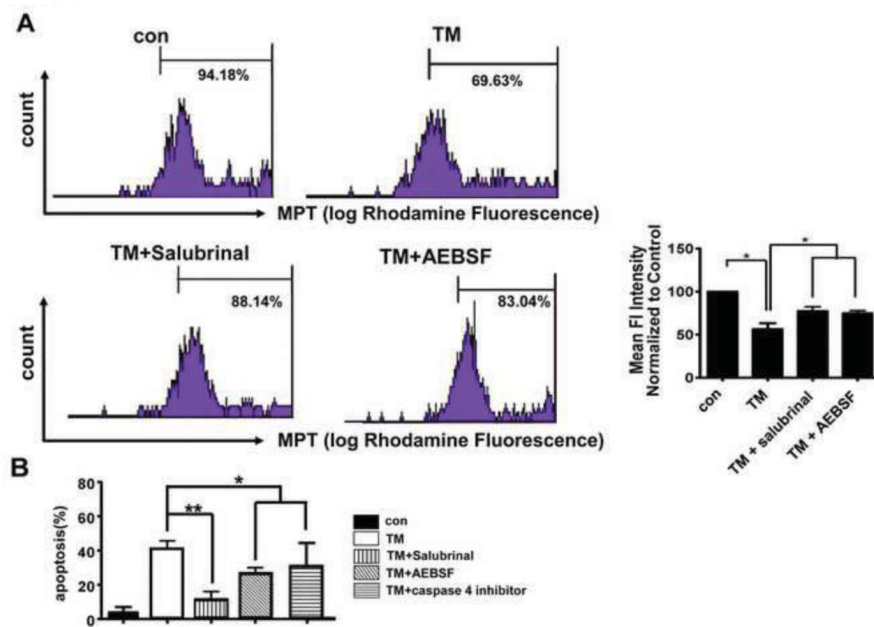 A
con
TM
94.18%
69.63%
count
MPT (log Rhodamine Fluorescence)
TM+Salubrinal
TM+AEBSF
88.14%
83.04%
count
MPT (log Rhodamine Fluorescence)
Mean FI Intensity
Normalized to Control
150
100
50
0
con
TM
TM + salubrinal
TM + AEBSF
*
*
B
apoptosis(%)
80
60
40
20
0
**
*
con
TM
TM+Salubrinal
TM+AEBSF
TM+caspase 4 inhibitor